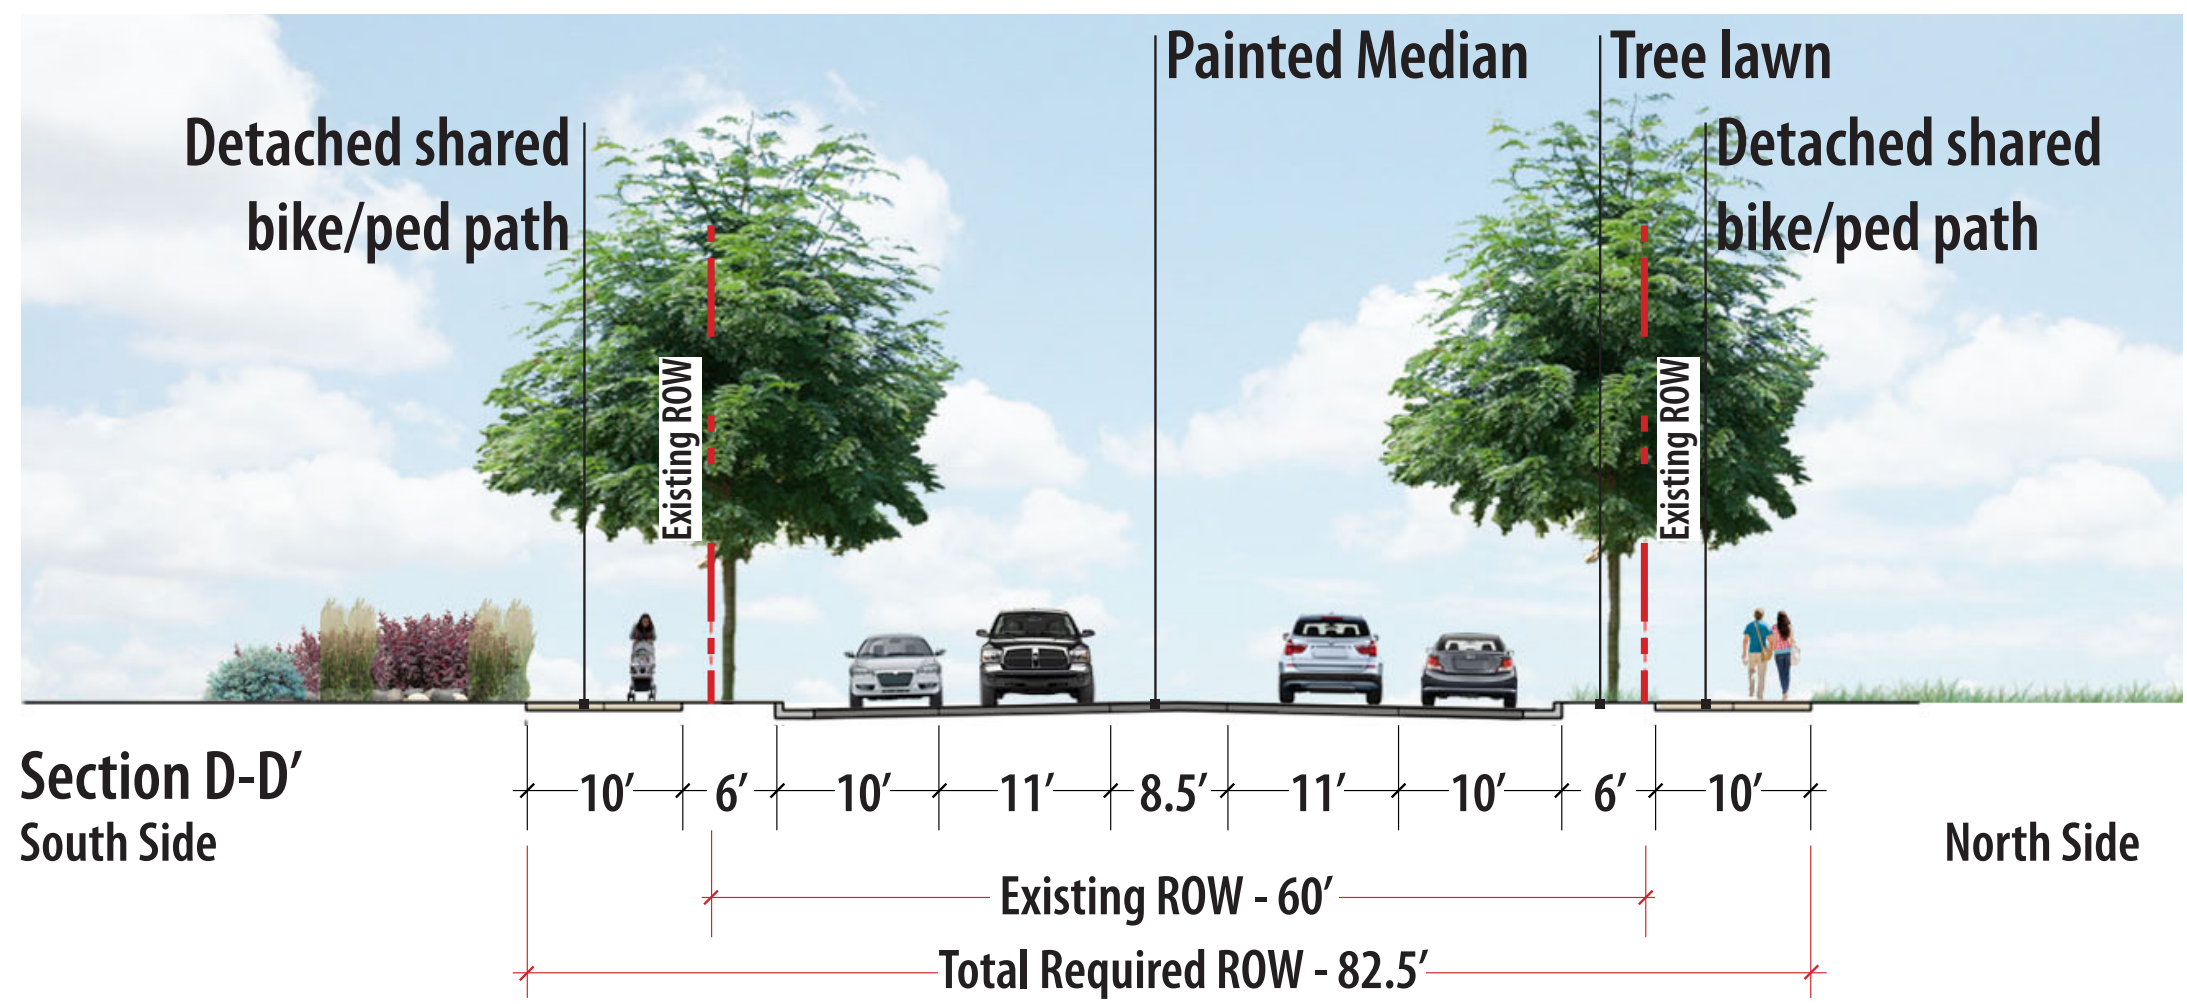 Painted Median
Tree lawn
Detached shared
bike/ped path
Detached shared
bike/ped path
Existing ROW
Existing ROW
Section D-D’
South Side
10’ 6’ 10’ 11’ 8.5’ 11’ 10’ 6’ 10’
North Side
Existing ROW - 60’
Total Required ROW - 82.5’